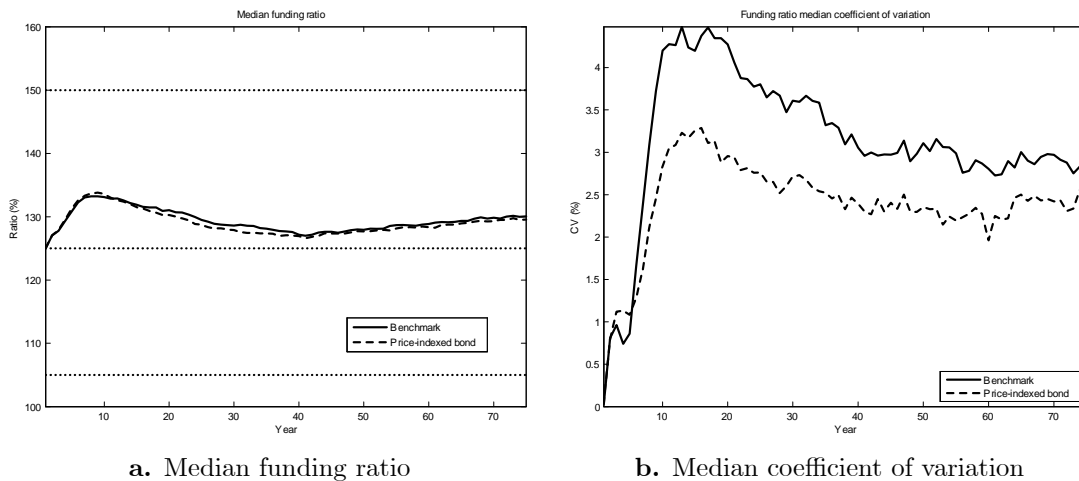 Median funding ratio
160
150
140
130
120
110
100
Ratio (%)
10
20
30
40
50
60
70
Year
Benchmark
Price-indexed bond
a. Median funding ratio
Funding ratio median coefficient of variation
4
3.5
3
2.5
2
1.5
1
0.5
0
CV (%)
10
20
30
40
50
60
70
Year
Benchmark
Price-indexed bond
b. Median coefficient of variation